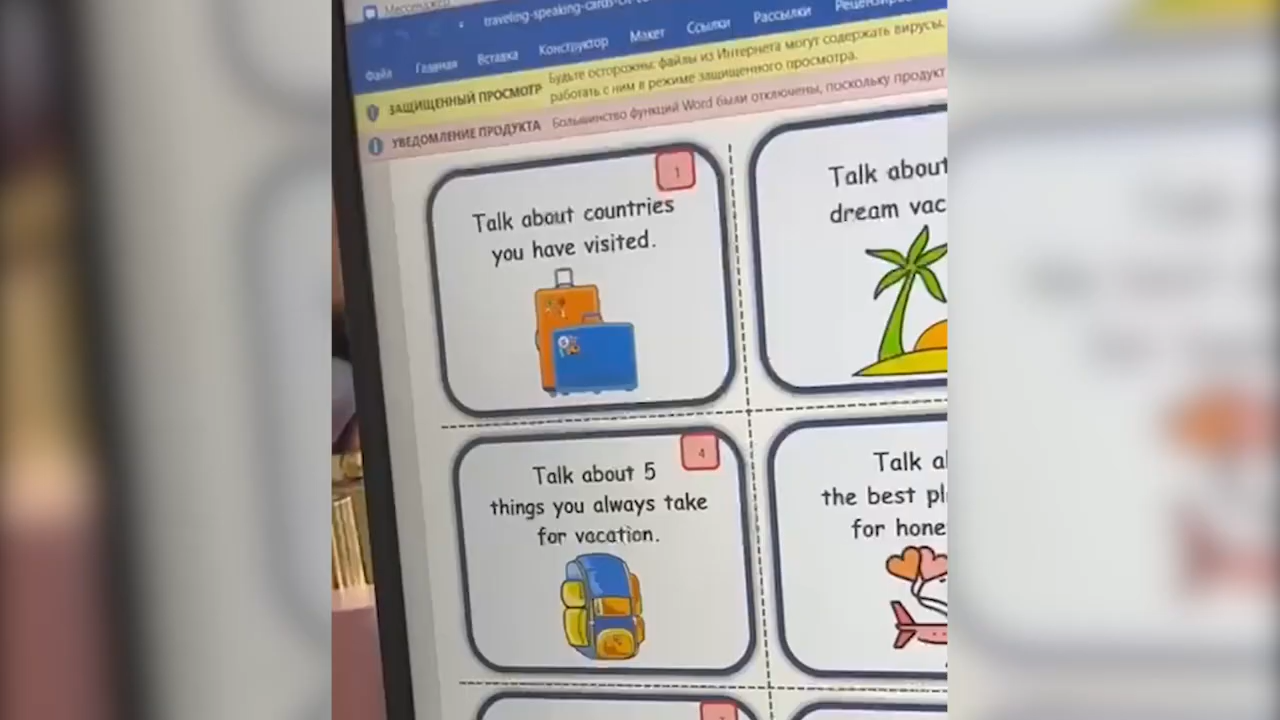 Мессенджер
traveling-speaking-cards
Файл Главная Вставка Конструктор Макет Ссылки Рассылки
ЗАЩИЩЕННЫЙ ПРОСМОТР Будьте осторожны: файлы из Интернета могут содержать вирусы.
работать с ним в режиме защищенного просмотра.
УВЕДОМЛЕНИЕ ПРОДУКТА Большинство функций Word были отключены, поскольку продукт
1
Talk about countries
you have visited.
Talk about
dream vac
4
Talk about 5
things you always take
for vacation.
Talk a
the best pl
for hone